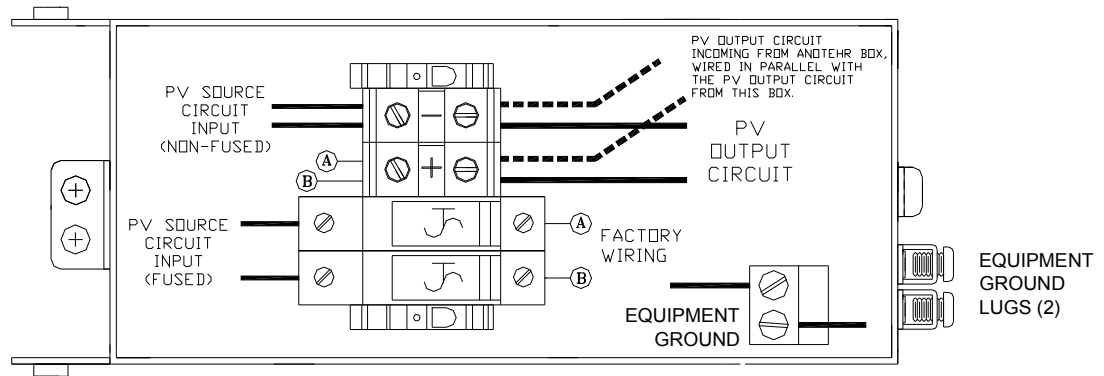 PV OUTPUT CIRCUIT
INCOMING FROM ANOTEHR BOX,
WIRED IN PARALLEL WITH
THE PV OUTPUT CIRCUIT
FROM THIS BOX.
PV SOURCE
CIRCUIT
INPUT
(NON-FUSED)
-
+
A
B
PV
OUTPUT
CIRCUIT
PV SOURCE
CIRCUIT
INPUT
(FUSED)
A
B
FACTORY
WIRING
EQUIPMENT
GROUND
EQUIPMENT
GROUND
LUGS (2)